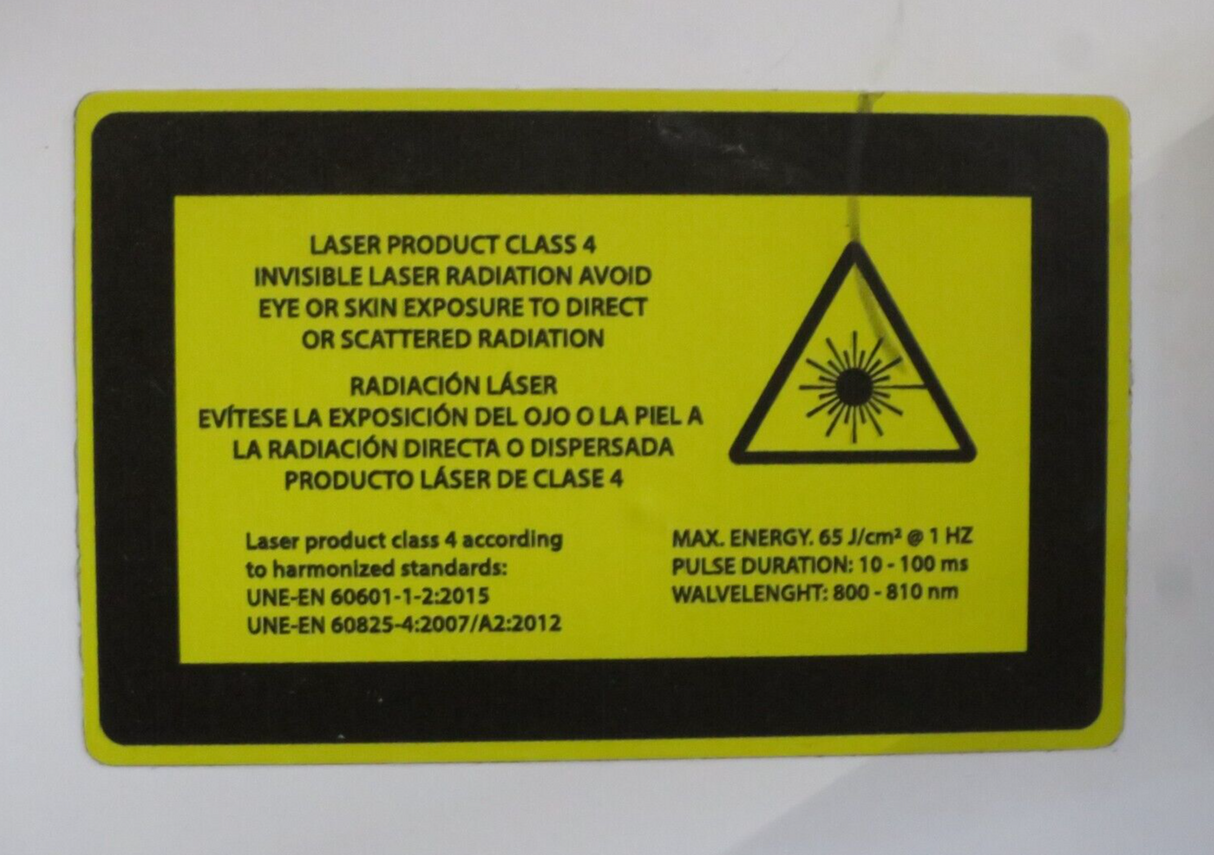 LASER PRODUCT CLASS 4
INVISIBLE LASER RADIATION AVOID
EYE OR SKIN EXPOSURE TO DIRECT
OR SCATTERED RADIATION
RADIACIÓN LÁSER
EVÍTESE LA EXPOSICIÓN DEL OJO O LA PIEL A
LA RADIACIÓN DIRECTA O DISPERSADA
PRODUCTO LÁSER DE CLASE 4
Laser product class 4 according
to harmonized standards:
UNE-EN 60601-1-2:2015
UNE-EN 60825-4:2007/A2:2012
MAX. ENERGY. 65 J/cm² @ 1 HZ
PULSE DURATION: 10 - 100 ms
WALVELENGHT: 800 - 810 nm